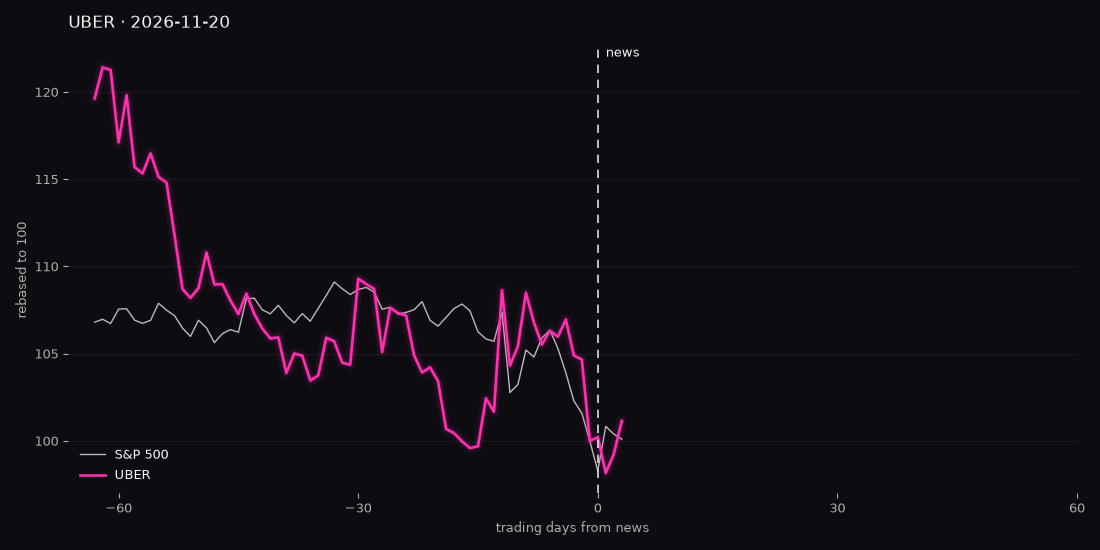 UBER · 2026-11-20
news
120
115
110
105
100
rebased to 100
S&P 500
UBER
−60
−30
0
30
60
trading days from news